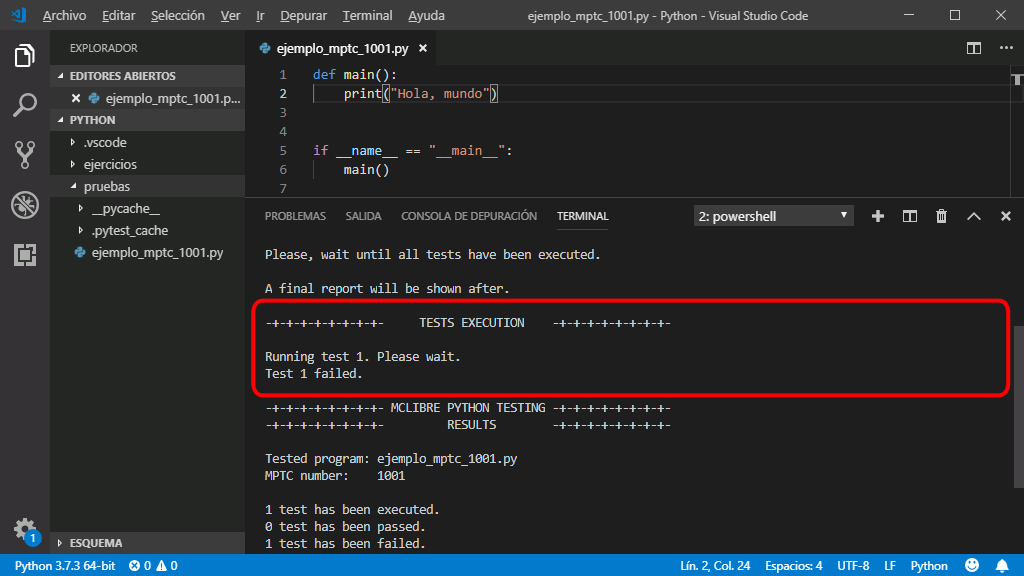 Archivo Editar Selección Ver Ir Depurar Terminal Ayuda ejemplo_mptc_1001.py - Python - Visual Studio Code
EXPLORADOR
EDITORES ABIERTOS
ejemplo_mptc_1001.p...
PYTHON
.vscode
ejercicios
pruebas
__pycache__
.pytest_cache
ejemplo_mptc_1001.py
ESQUEMA
ejemplo_mptc_1001.py
1 def main():
2 print("Hola, mundo")
3
4
5 if __name__ == "__main__":
6 main()
7
PROBLEMAS SALIDA CONSOLA DE DEPURACIÓN TERMINAL 2: powershell
Please, wait until all tests have been executed.
A final report will be shown after.
-+-+-+-+-+-+-+-+- TESTS EXECUTION -+-+-+-+-+-+-+-+-
Running test 1. Please wait.
Test 1 failed.
-+-+-+-+-+-+-+-+- MCLIBRE PYTHON TESTING -+-+-+-+-+-+-+-+-
-+-+-+-+-+-+-+-+- RESULTS -+-+-+-+-+-+-+-+-
Tested program: ejemplo_mptc_1001.py
MPTC number: 1001
1 test has been executed.
0 test has been passed.
1 test has been failed.
1
Python 3.7.3 64-bit 0 0 Lín. 2, Col. 24 Espacios: 4 UTF-8 LF Python